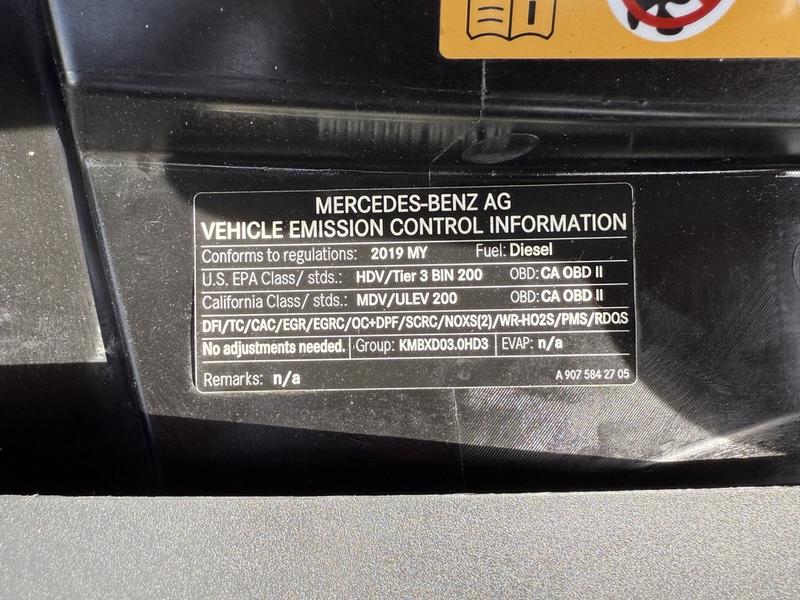 MERCEDES-BENZ AG
VEHICLE EMISSION CONTROL INFORMATION
Conforms to regulations: 2019 MY Fuel: Diesel
U.S. EPA Class/ stds.: HDV/Tier 3 BIN 200 OBD: CA OBD II
California Class/ stds.: MDV/ULEV 200 OBD: CA OBD II
DFI/TC/CAC/EGR/EGRC/OC+DPF/SCRC/NOXS(2)/WR-HO2S/PMS/RDQS
No adjustments needed. Group: KMBXD03.0HD3 EVAP: n/a
Remarks: n/a A 907 584 27 05